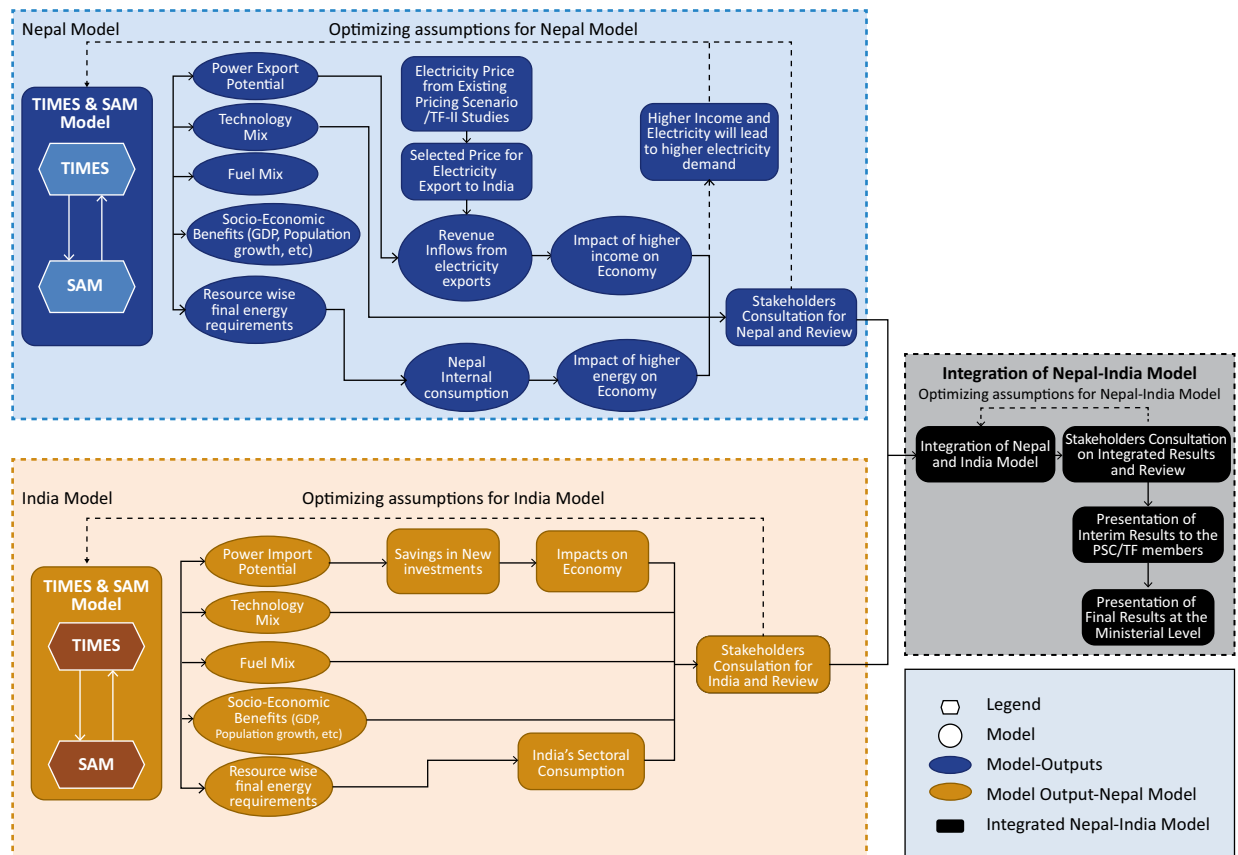 Nepal Model
Optimizing assumptions for Nepal Model
TIMES & SAM
Model
TIMES
SAM
Power Export
Potential
Technology
Mix
Fuel Mix
Socio-Economic
Benefits (GDP, Population
growth, etc)
Resource wise
final energy
requirements
Electricity Price
from Existing
Pricing Scenario
/TF-II Studies
Selected Price for
Electricity
Export to India
Revenue
Inflows from
electricity
exports
Impact of higher
income on
Economy
Nepal
Internal
consumption
Impact of higher
energy on
Economy
Higher Income and
Electricity will lead
to higher electricity
demand
Stakeholders
Consultation for
Nepal and Review
India Model
Optimizing assumptions for India Model
TIMES & SAM
Model
TIMES
SAM
Power Import
Potential
Technology
Mix
Fuel Mix
Socio-Economic
Benefits (GDP,
Population growth, etc)
Resource wise
final energy
requirements
Savings in New
investments
Impacts on
Economy
India's Sectoral
Consumption
Stakeholders
Consulation for
India and Review
Integration of Nepal-India Model
Optimizing assumptions for Nepal-India Model
Integration of Nepal
and India Model
Stakeholders Consultation
on Integrated Results
and Review
Presentation of
Interim Results to the
PSC/TF members
Presentation of
Final Results at the
Ministerial Level
Legend
Model
Model-Outputs
Model Output-Nepal Model
Integrated Nepal-India Model